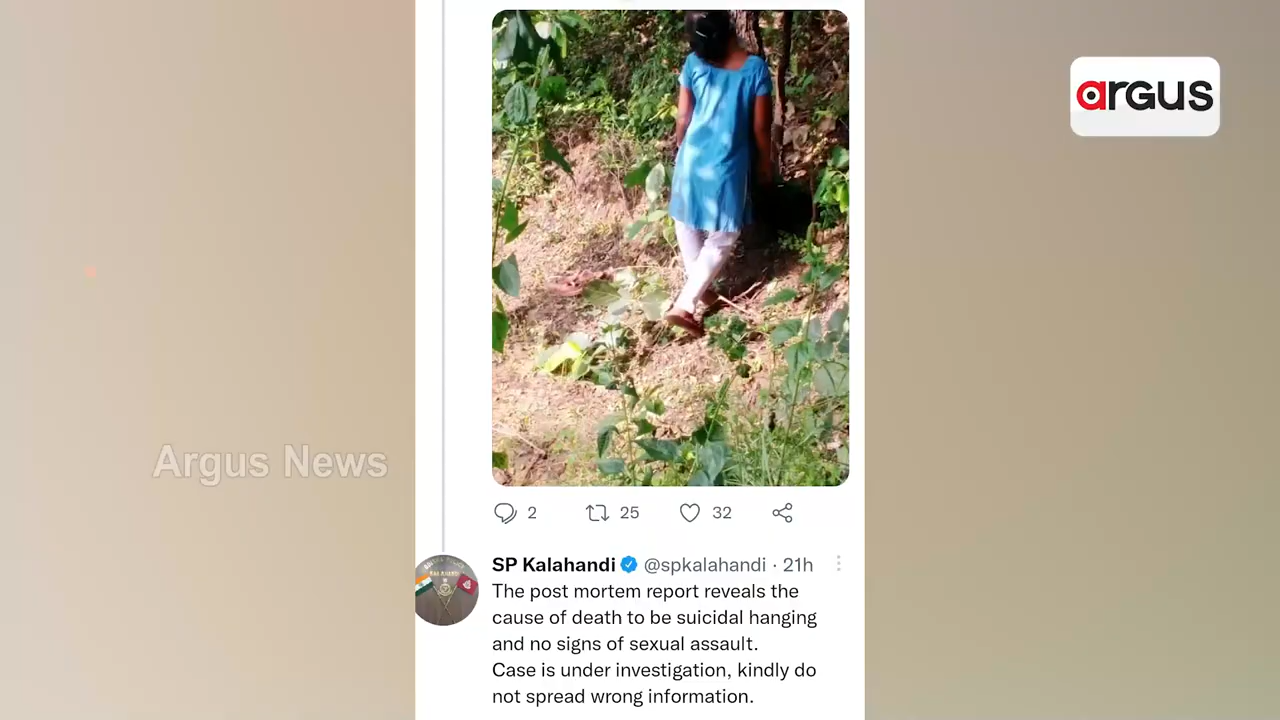 argus
Argus News
2 25 32
SP Kalahandi @spkalahandi · 21h
The post mortem report reveals the
cause of death to be suicidal hanging
and no signs of sexual assault.
Case is under investigation, kindly do
not spread wrong information.